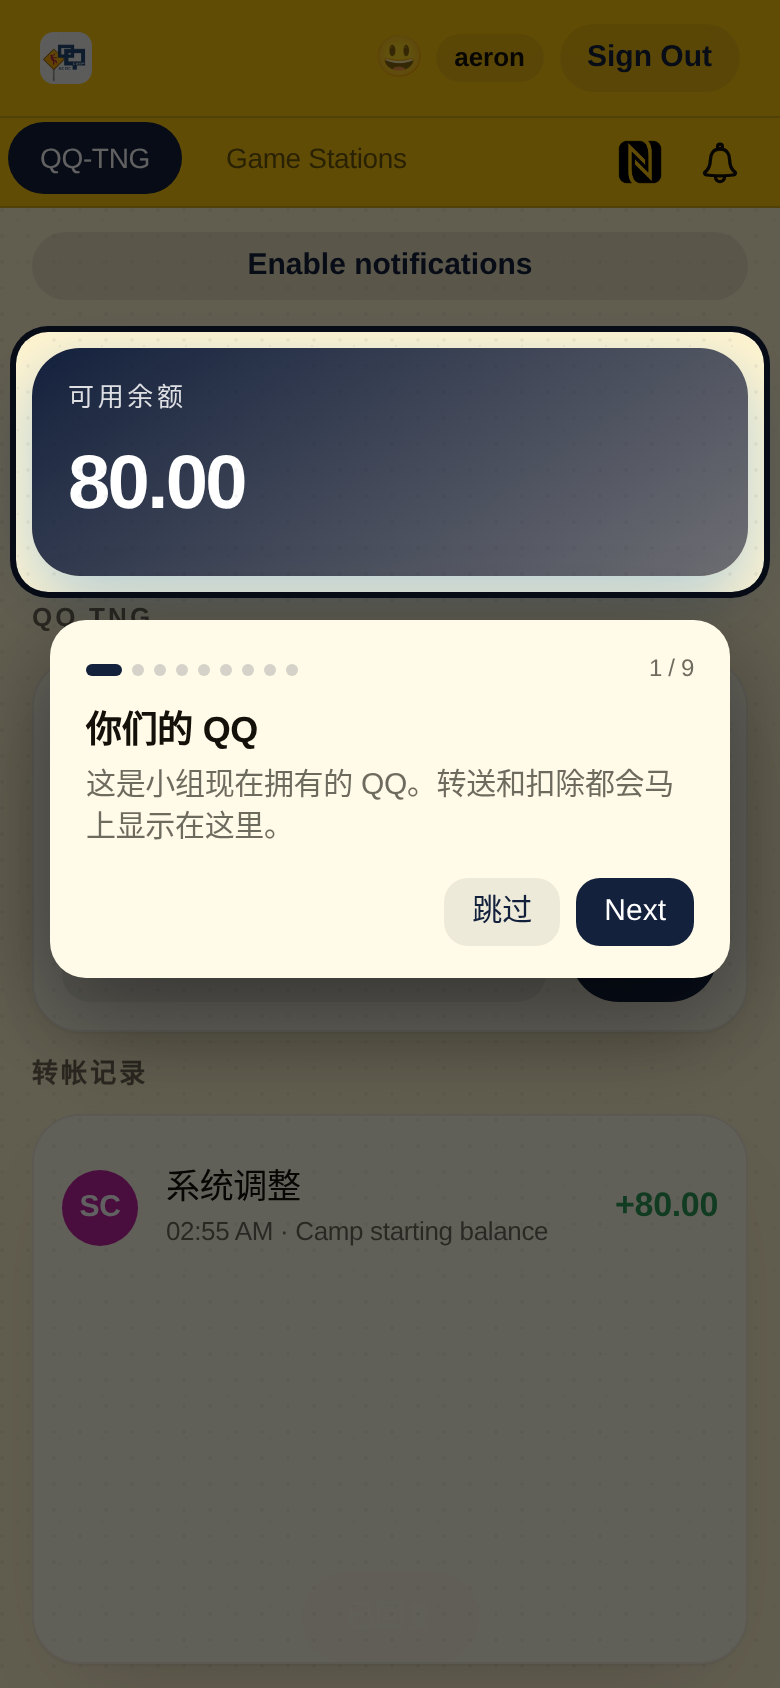 aeron
Sign Out
QQ-TNG
Game Stations
Enable notifications
可用余额
80.00
QQ TNG
1 / 9
你们的 QQ
这是小组现在拥有的 QQ。转送和扣除都会马
上显示在这里。
跳过
Next
转帐记录
SC
系统调整
02:55 AM · Camp starting balance
+80.00